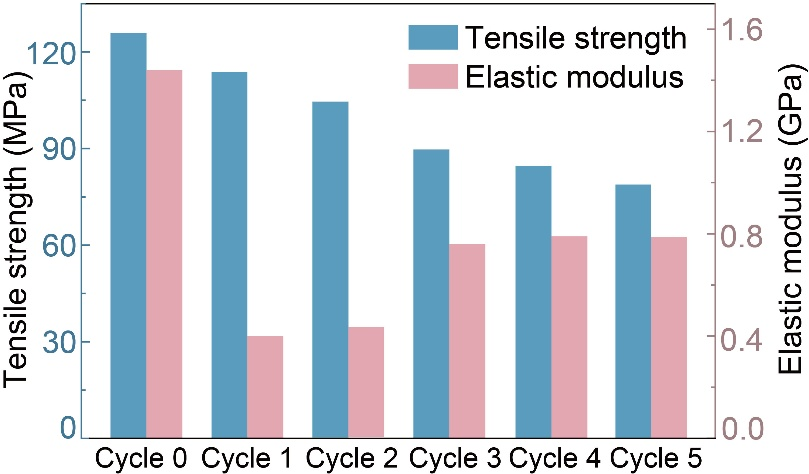 Tensile strength (MPa)
120
90
60
30
0
Tensile strength
Elastic modulus
1.6
1.2
0.8
0.4
0.0
Elastic modulus (GPa)
Cycle 0 Cycle 1 Cycle 2 Cycle 3 Cycle 4 Cycle 5